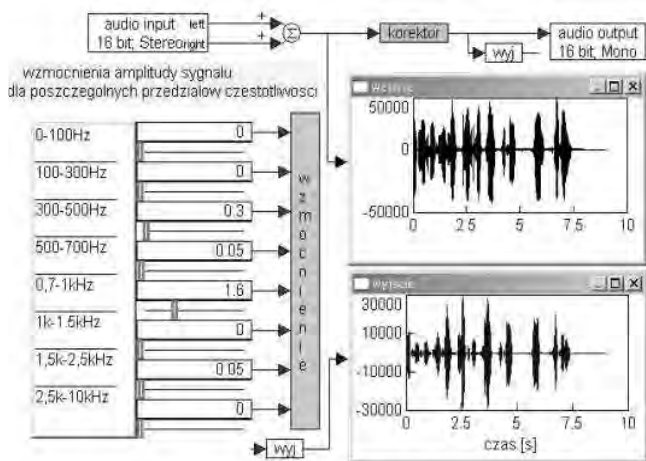 audio input
16 bit; Stereo
left
right
+
+
Σ
korektor
wyj
audio output
16 bit; Mono
wzmocnienia amplitudy sygnalu
dla poszczegolnych przedzialow czestotliwosci
0-100Hz
0
100-300Hz
0
300-500Hz
0.3
500-700Hz
0.05
0,7-1kHz
1.6
1k-1.5kHz
0
1,5k-2,5kHz
0.05
2,5k-10kHz
0
wzmocnienie
wyj
50000
0
-50000
0
2.5
5
7.5
10
wyjscie
30000
10000
-10000
-30000
0
2.5
5
7.5
10
czas [s]